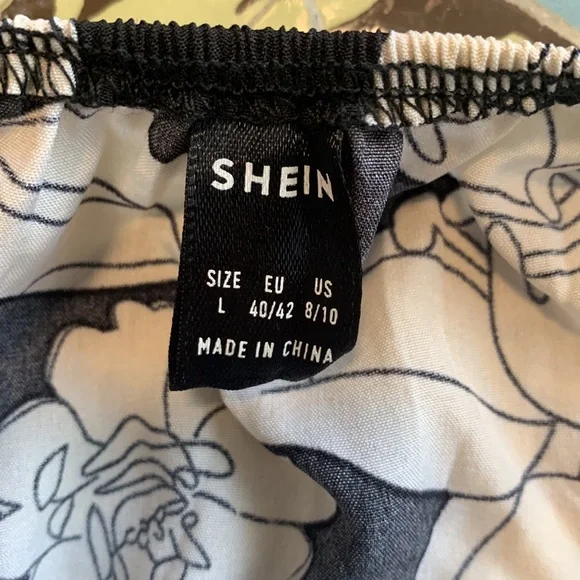 SHEIN
SIZE EU US
L 40/42 8/10
MADE IN CHINA